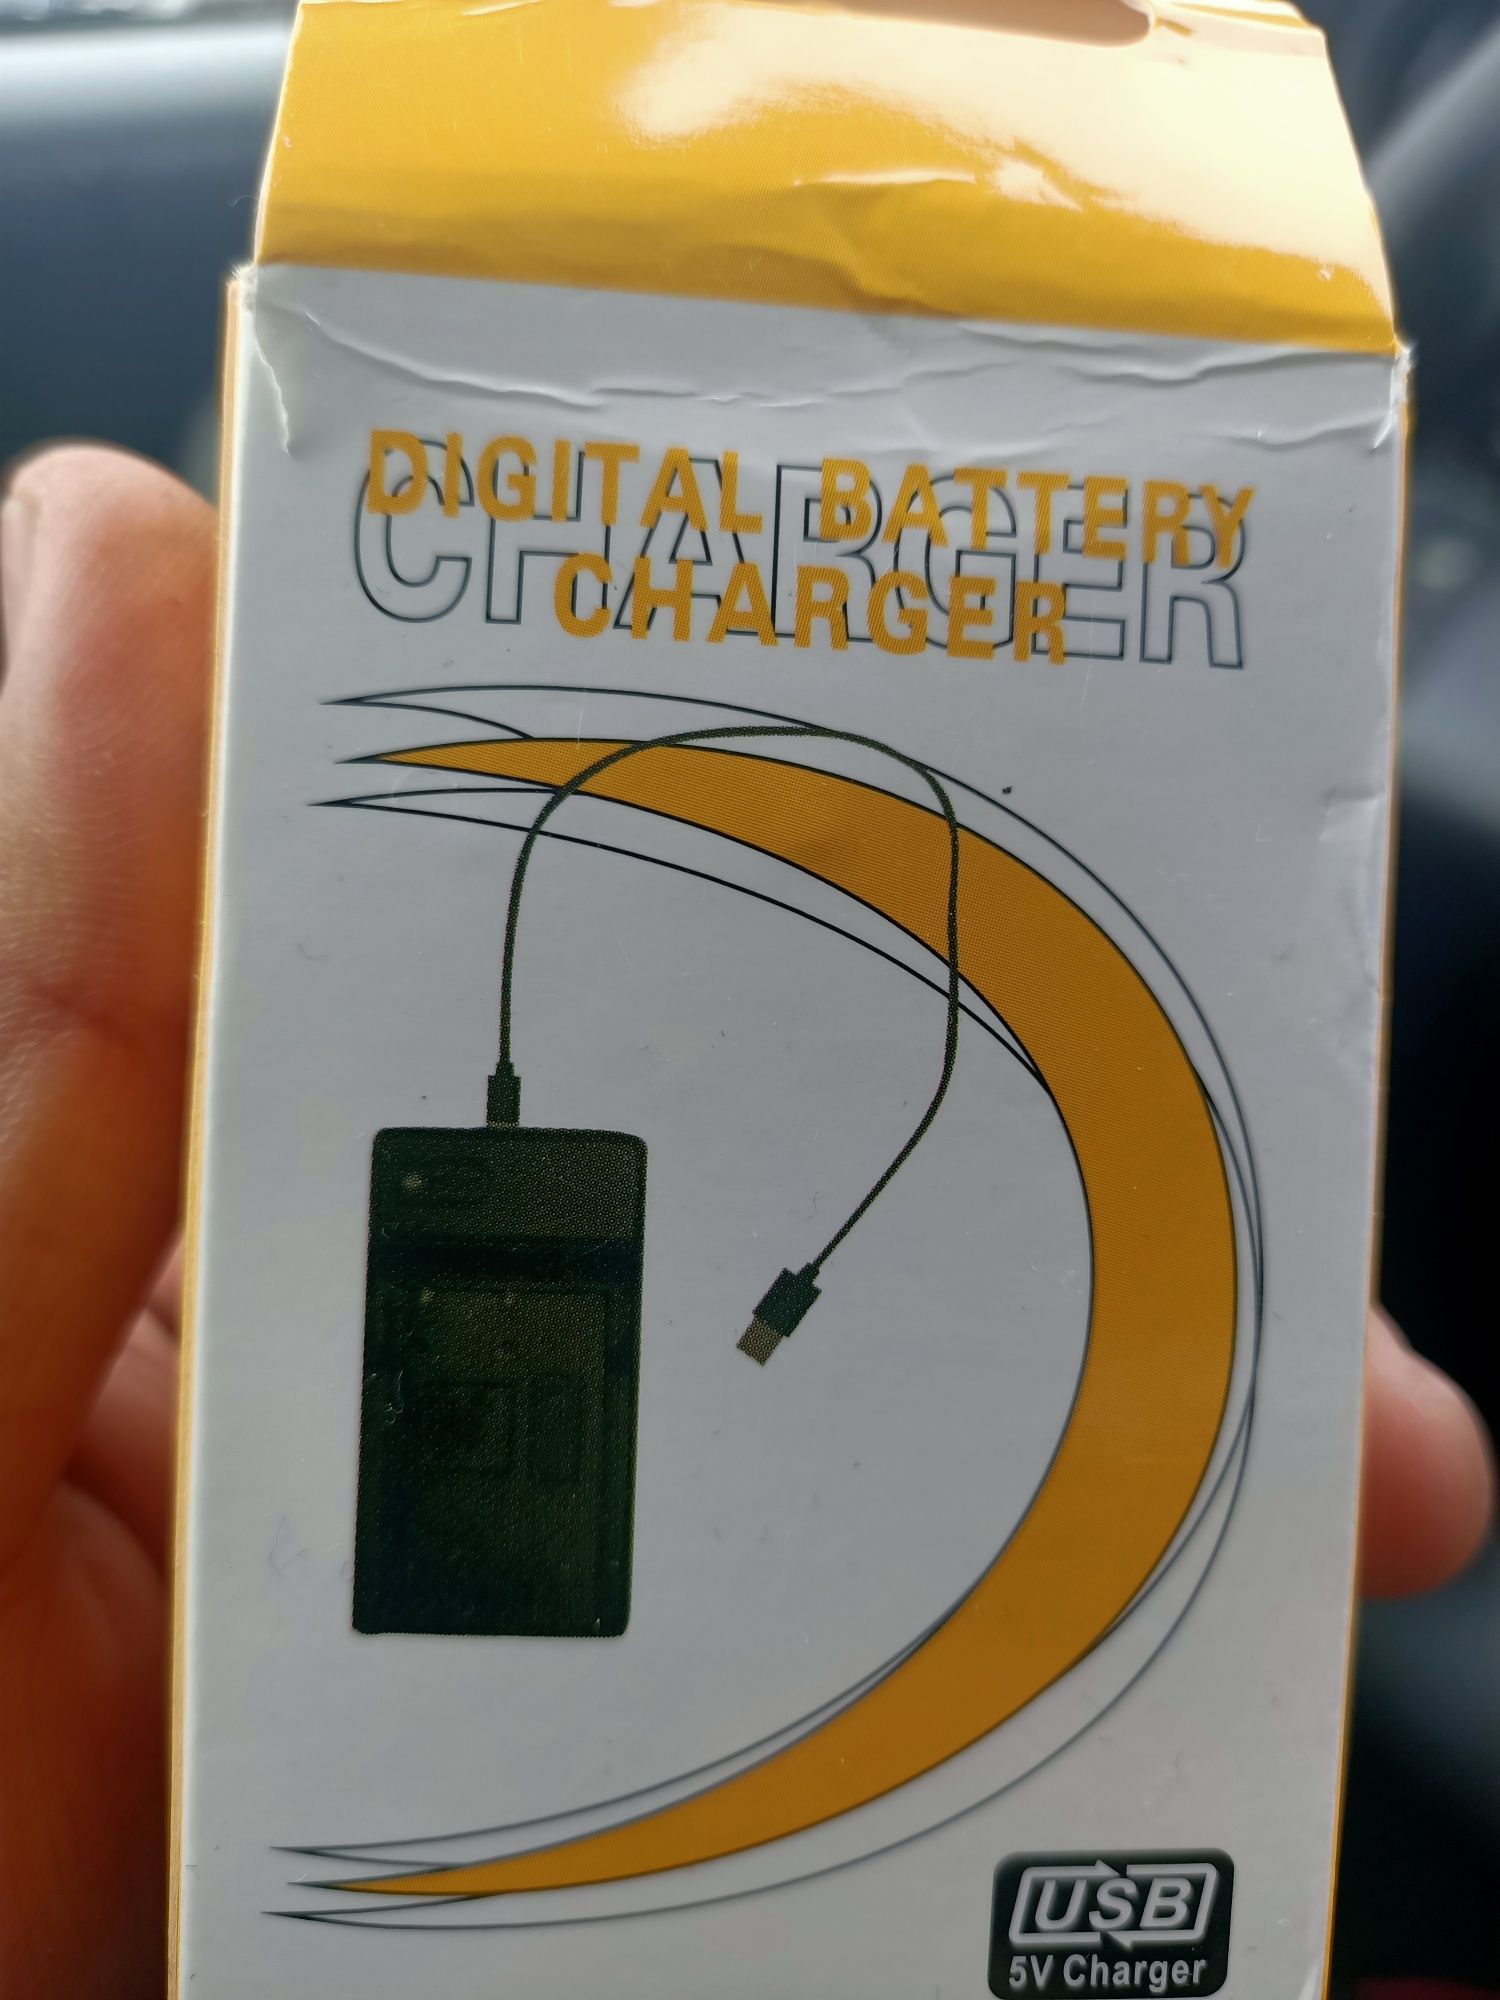 DIGITAL BATTERY
CHARGER
CHARGER
USB
5V Charger